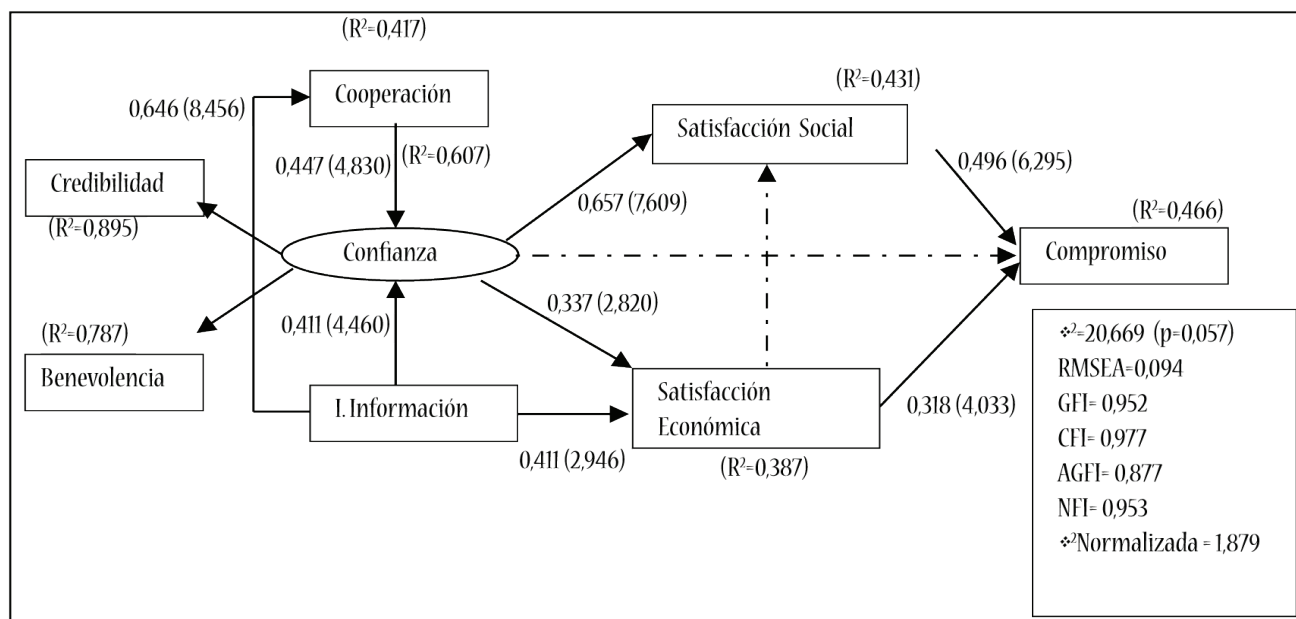 (R²=0,417)
Cooperación
0,646 (8,456)
(R²=0,431)
Satisfacción Social
0,447 (4,830)
(R²=0,607)
0,496 (6,295)
Credibilidad
(R²=0,895)
0,657 (7,609)
(R²=0,466)
Confianza
Compromiso
0,337 (2,820)
0,411 (4,460)
(R²=0,787)
Benevolencia
I. Información
Satisfacción
Económica
0,318 (4,033)
0,411 (2,946)
(R²=0,387)
❖²=20,669 (p=0,057)
RMSEA=0,094
GFI= 0,952
CFI= 0,977
AGFI= 0,877
NFI= 0,953
❖²Normalizada = 1,879